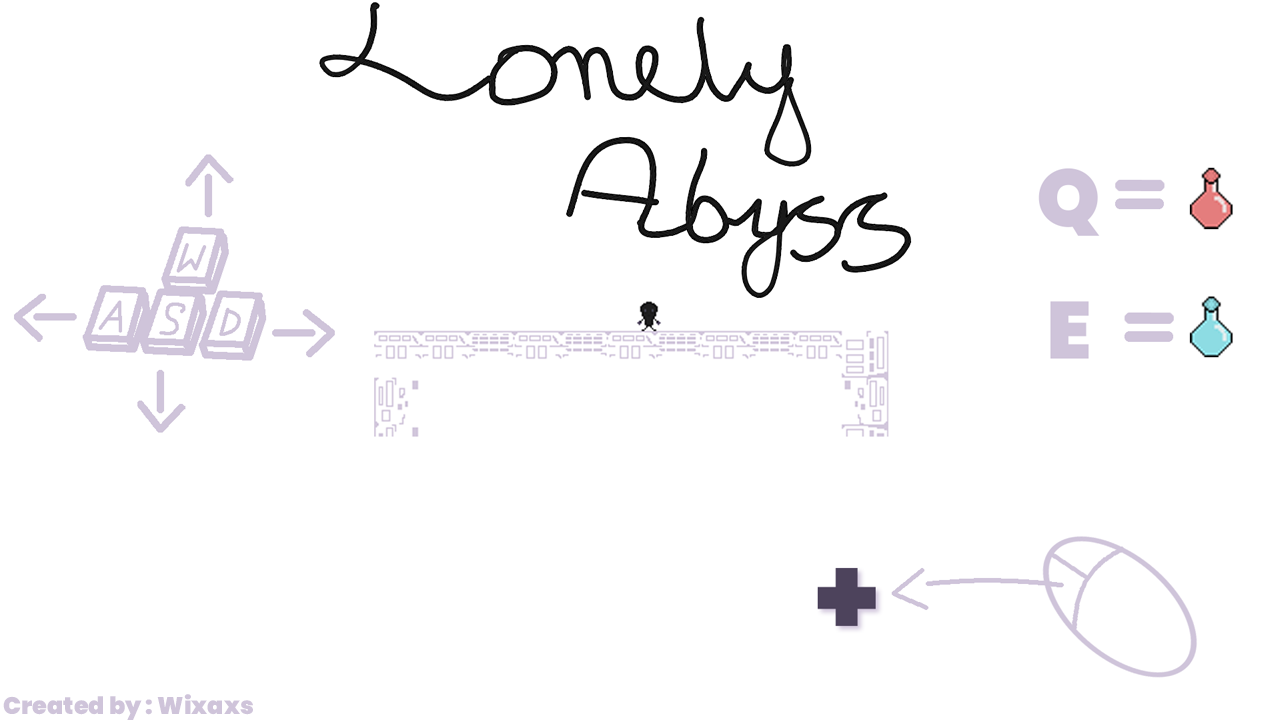 Lonely
Abyss
W
A S D
Q =
E =
Created by : Wixaxs